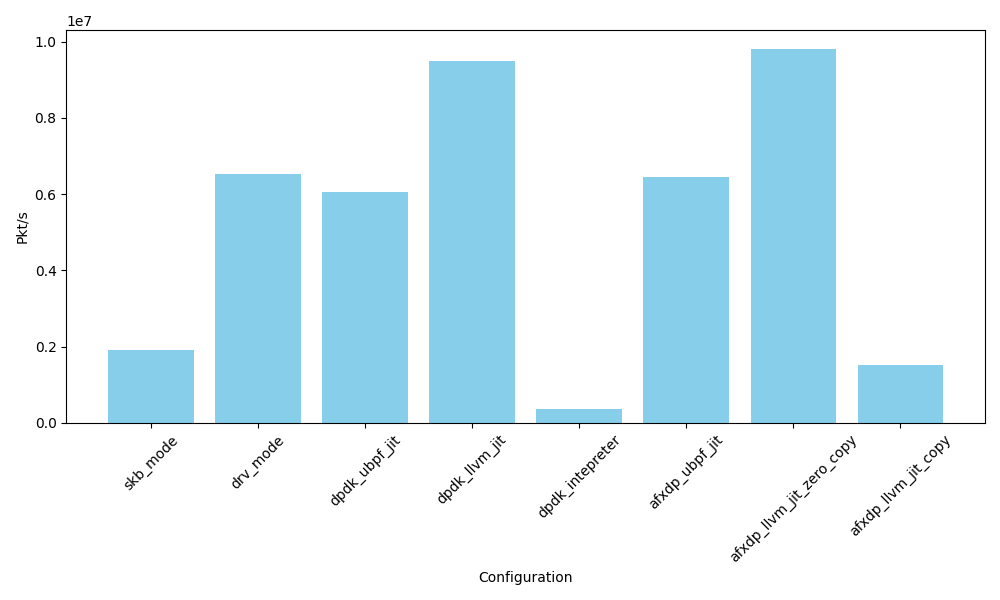 1e7
1.0
0.8
0.6
0.4
0.2
0.0
Pkt/s
skb_mode
drv_mode
dpdk_ubpf_jit
dpdk_llvm_jit
dpdk_intepreter
afxdp_ubpf_jit
afxdp_llvm_jit_zero_copy
afxdp_llvm_jit_copy
Configuration